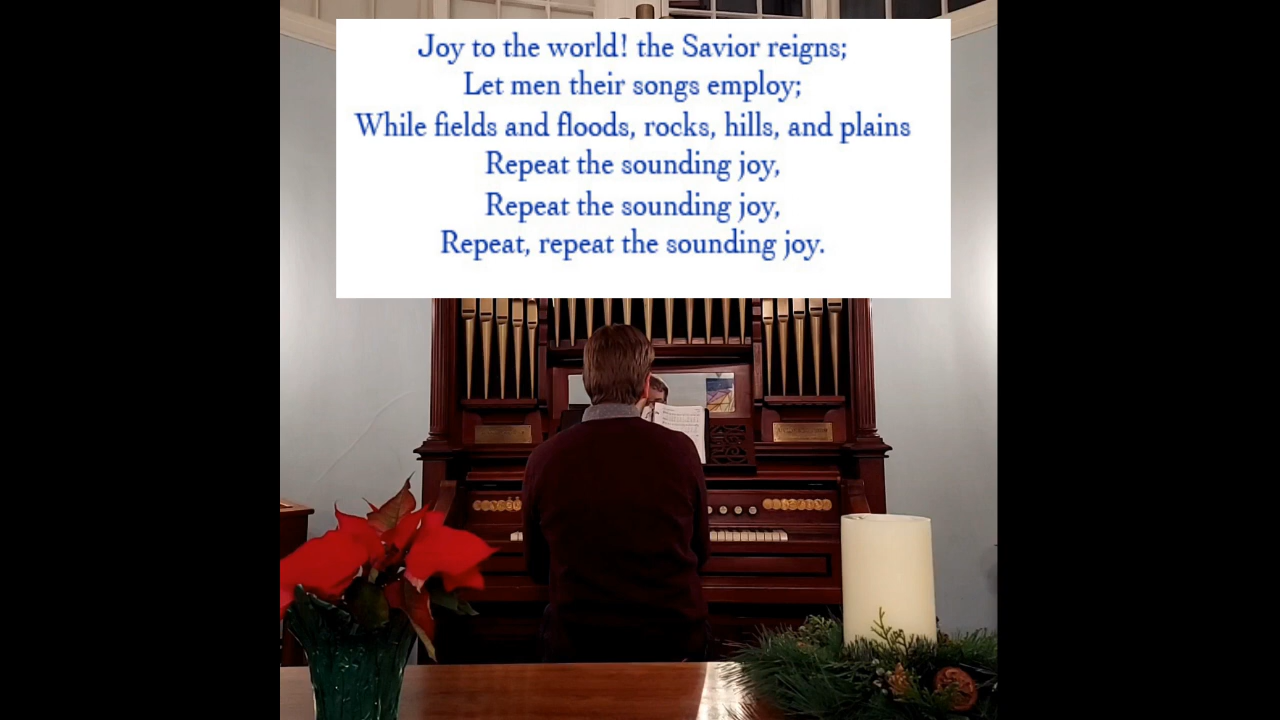 Joy to the world! the Savior reigns;
Let men their songs employ;
While fields and floods, rocks, hills, and plains
Repeat the sounding joy,
Repeat the sounding joy,
Repeat, repeat the sounding joy.